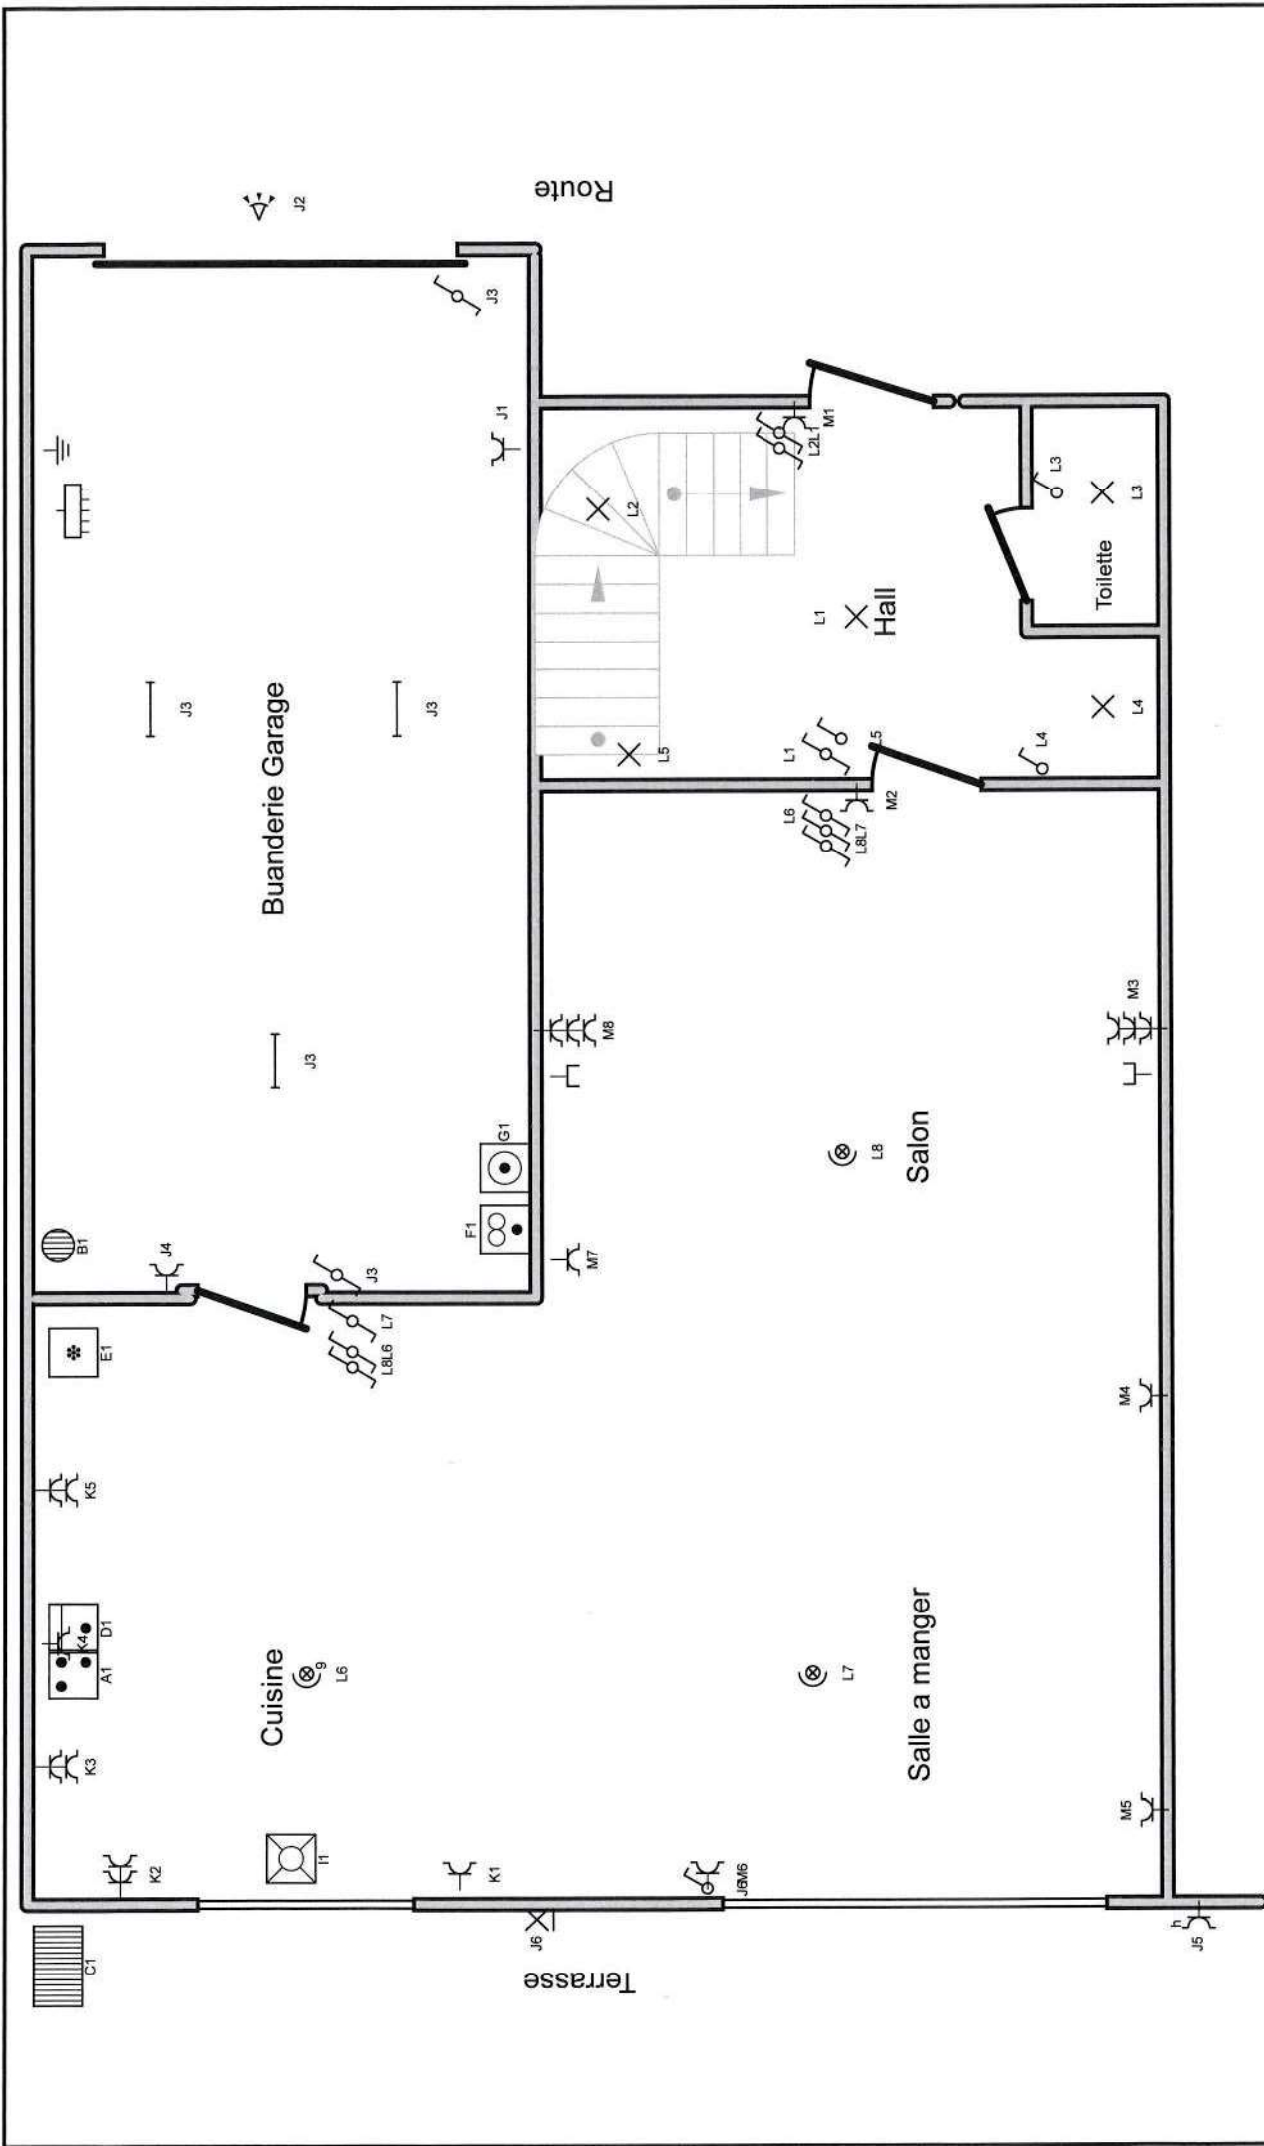 Route
J2
J3
J1
L2
L2L1
M1
L3
L3
Toilette
L1
Hall
L5
L1
L5
L4
L4
J3
J3
Buanderie Garage
L6
L8L7
M2
J3
M8
M3
G1
F1
M7
B1
J4
J3
L8
Salon
E1
L7
L8L6
M4
K5
D1
K4
A1
Cuisine
9
L6
L7
Salle a manger
K3
K2
I1
K1
J6M6
M5
C1
J6
Terrasse
h
J5